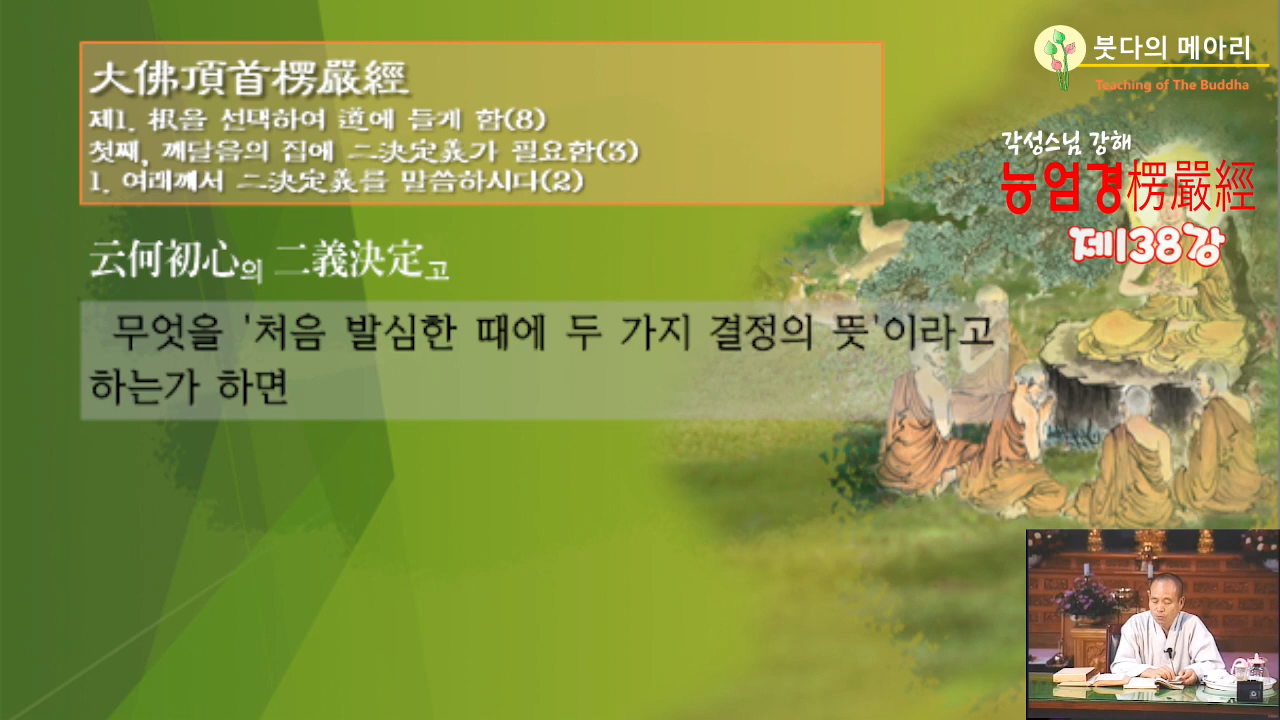 大佛頂首楞嚴經
제1. 根을 선택하여 道에 들게 함(8)
첫째, 깨달음의 집에 二決定義가 필요함(3)
1. 여래께서 二決定義를 말씀하시다(2)
云何初心의 二義決定고
무엇을 '처음 발심한 때에 두 가지 결정의 뜻'이라고
하는가 하면
붓다의 메아리
Teaching of The Buddha
각성스님 강해
능엄경楞嚴經
제138강